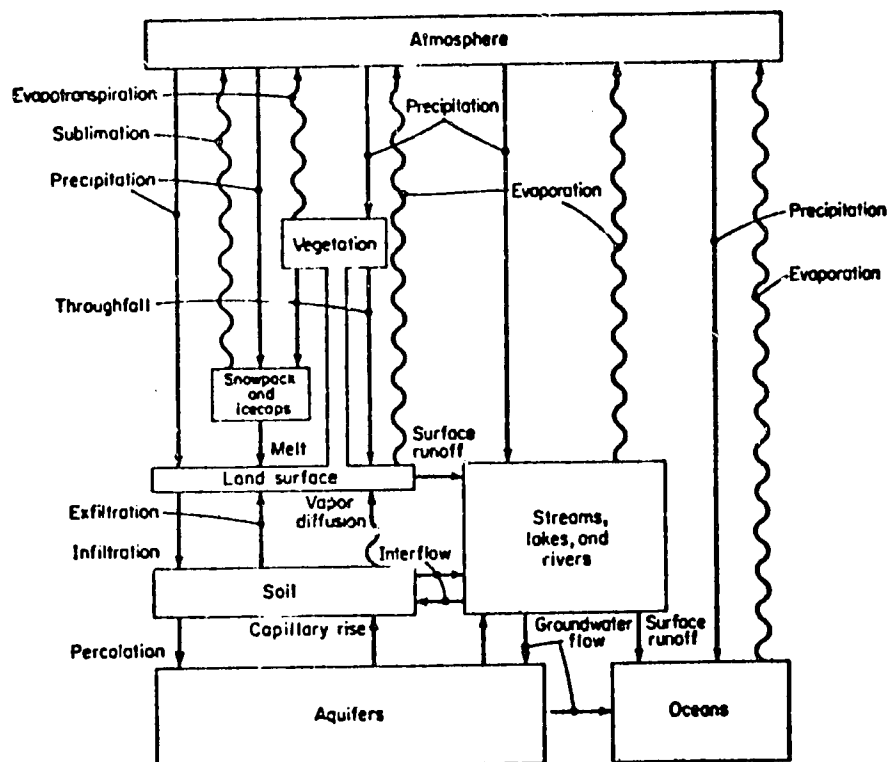 Atmosphere
Evapotranspiration
Sublimation
Precipitation
Precipitation
Evaporation
Precipitation
Evaporation
Vegetation
Throughfall
Snowpack
and
icecaps
Melt
Surface
runoff
Land surface
Exfiltration
Vapor
diffusion
Infiltration
Interflow
Streams,
lakes, and
rivers
Soil
Capillary rise
Percolation
Groundwater
flow
Surface
runoff
Aquifers
Oceans